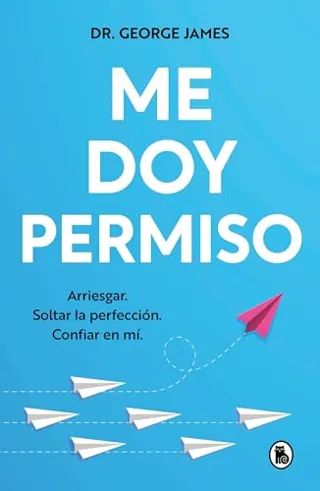 DR. GEORGE JAMES
ME
DOY
PERMISO
Arriesgar.
Soltar la perfección.
Confiar en mí.